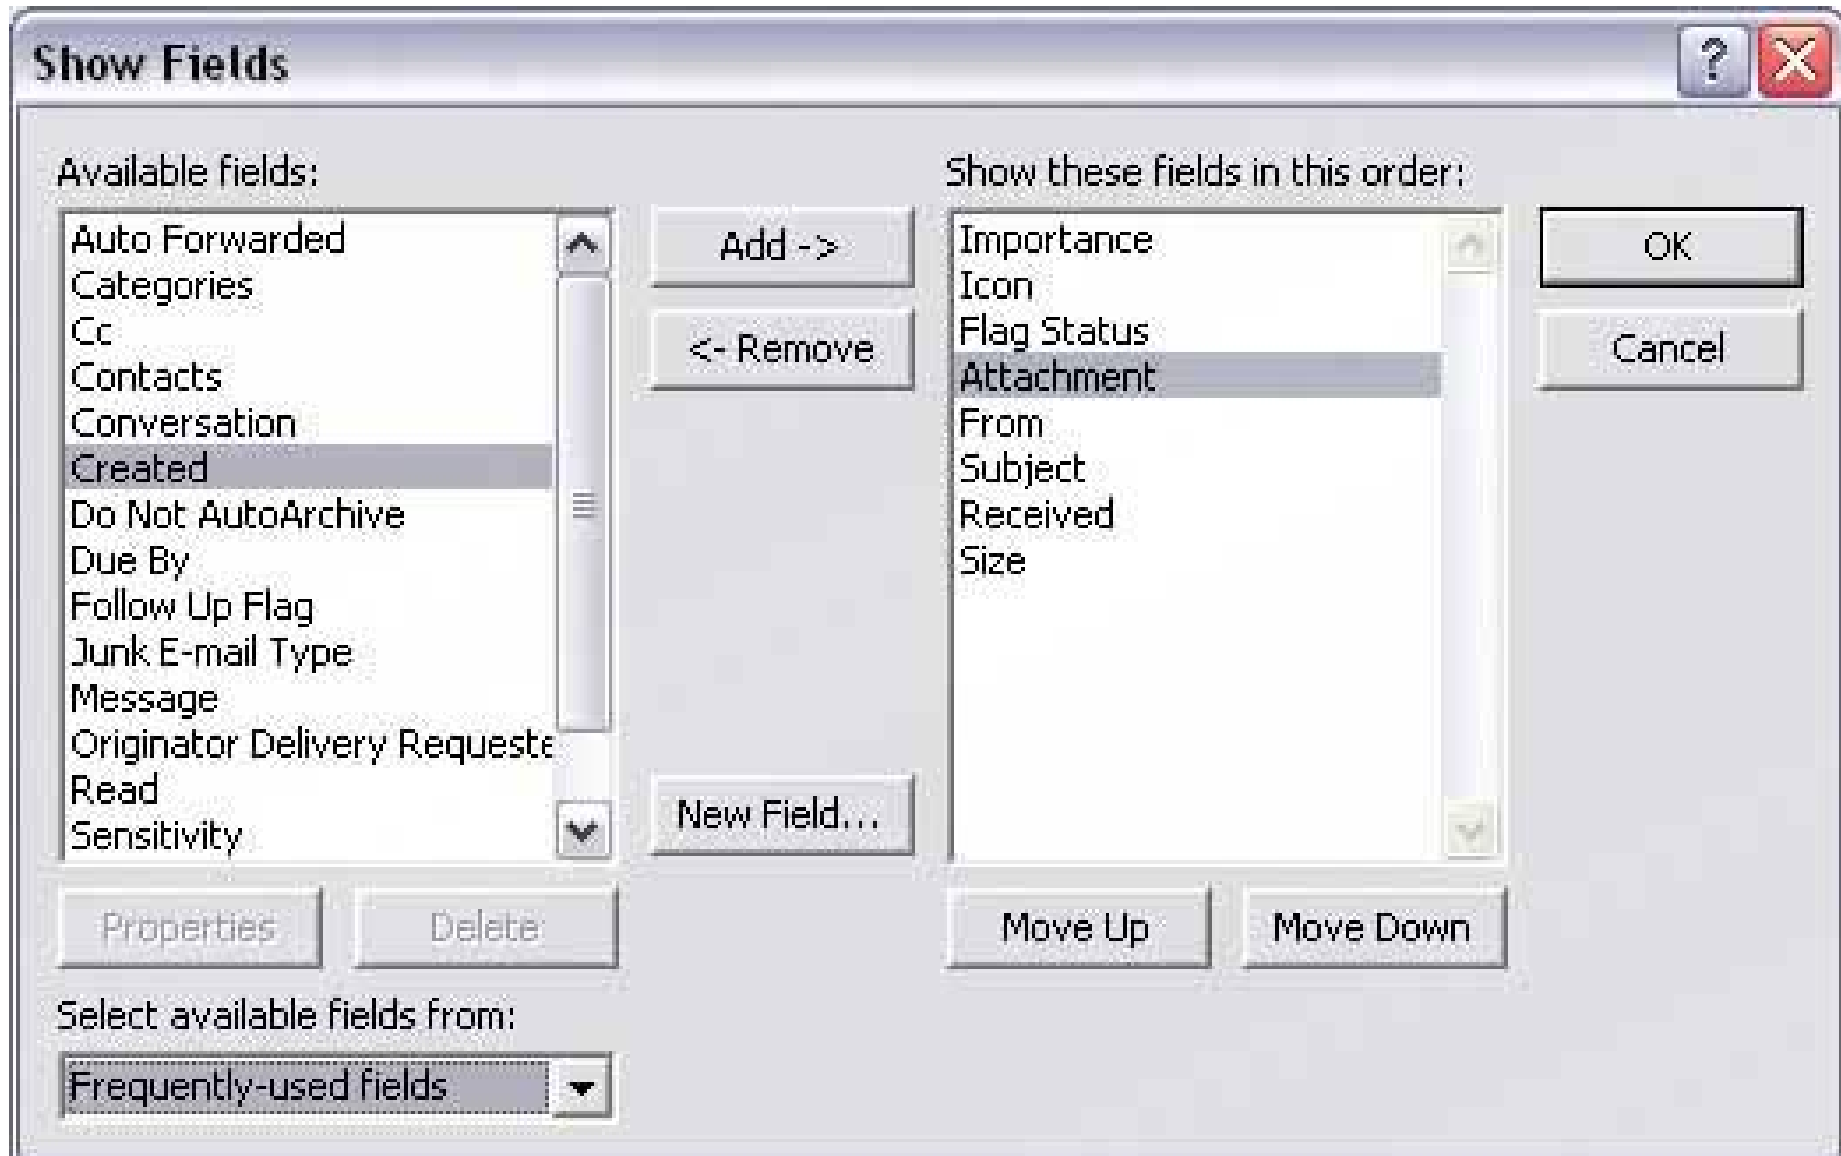 Show Fields
Available fields:
Auto Forwarded
Categories
Cc
Contacts
Conversation
Created
Do Not AutoArchive
Due By
Follow Up Flag
Junk E-mail Type
Message
Originator Delivery Requeste
Read
Sensitivity
Properties
Delete
Select available fields from:
Frequently-used fields
Add ->
<- Remove
New Field...
Show these fields in this order:
Importance
Icon
Flag Status
Attachment
From
Subject
Received
Size
Move Up
Move Down
OK
Cancel